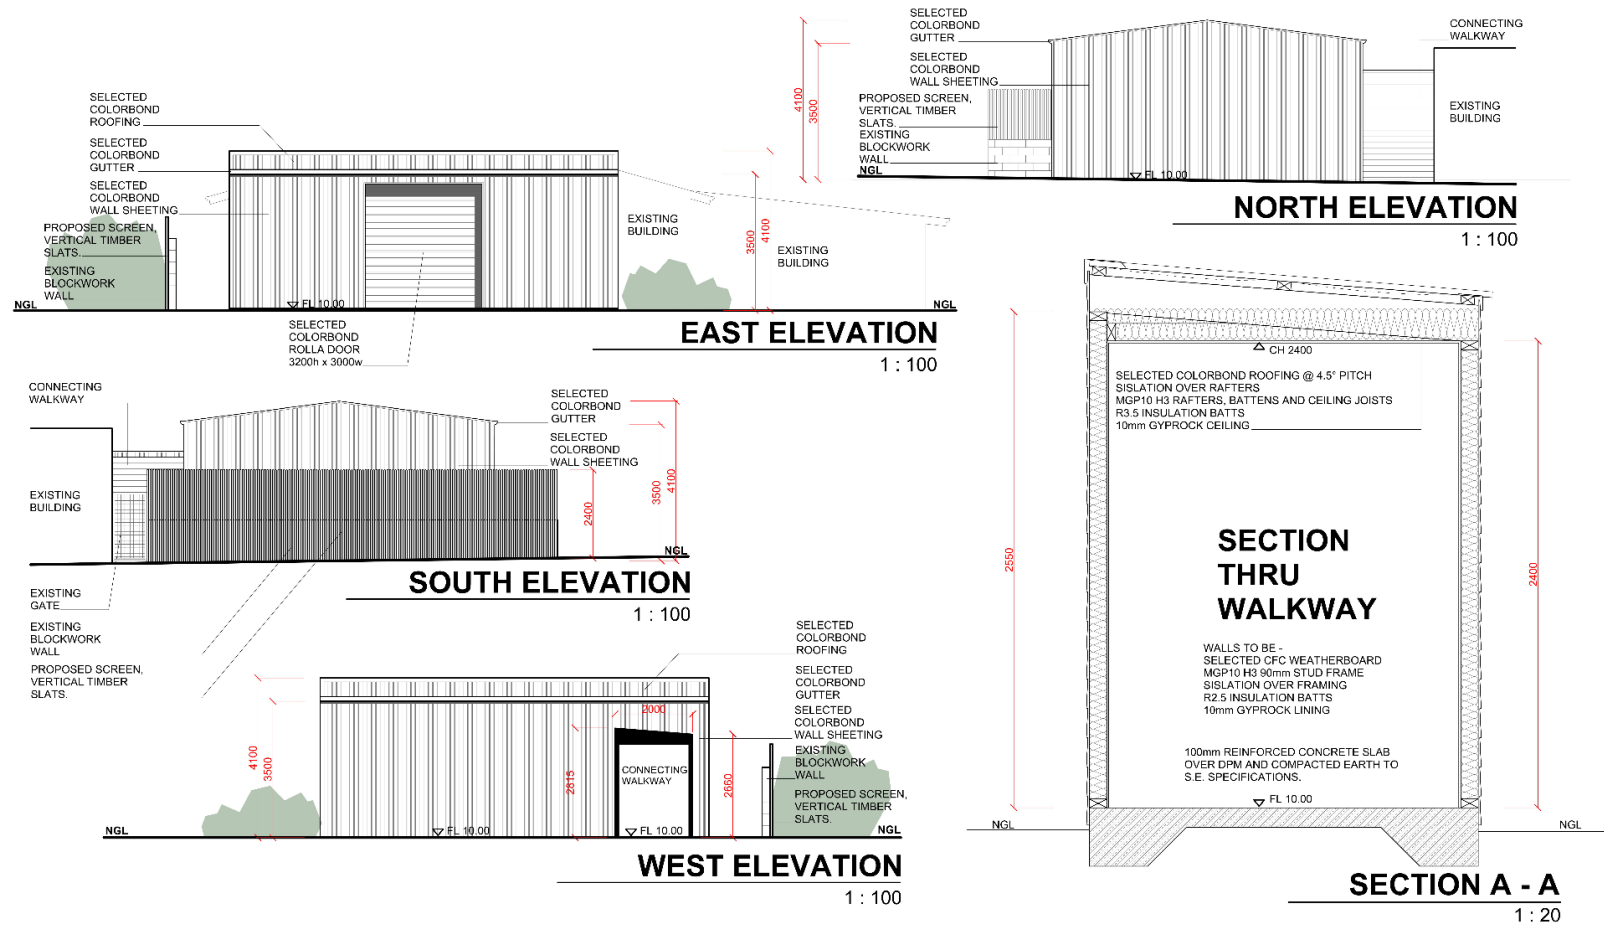 SELECTED
COLORBOND
ROOFING
SELECTED
COLORBOND
GUTTER
SELECTED
COLORBOND
WALL SHEETING
PROPOSED SCREEN,
VERTICAL TIMBER
SLATS.
EXISTING
BLOCKWORK
WALL
NGL
FL 10.00
SELECTED
COLORBOND
ROLLA DOOR
3200h x 3000w
EXISTING
BUILDING
3500
4100
EXISTING
BUILDING
NGL
EAST ELEVATION
1 : 100
SELECTED
COLORBOND
GUTTER
SELECTED
COLORBOND
WALL SHEETING
PROPOSED SCREEN,
VERTICAL TIMBER
SLATS.
EXISTING
BLOCKWORK
WALL
NGL
4100
3500
FL 10.00
CONNECTING
WALKWAY
EXISTING
BUILDING
NORTH ELEVATION
1 : 100
CONNECTING
WALKWAY
EXISTING
BUILDING
EXISTING
GATE
EXISTING
BLOCKWORK
WALL
PROPOSED SCREEN,
VERTICAL TIMBER
SLATS.
SELECTED
COLORBOND
GUTTER
SELECTED
COLORBOND
WALL SHEETING
2400
3500
4100
NGL
SOUTH ELEVATION
1 : 100
SELECTED
COLORBOND
ROOFING
SELECTED
COLORBOND
GUTTER
SELECTED
COLORBOND
WALL SHEETING
EXISTING
BLOCKWORK
WALL
PROPOSED SCREEN,
VERTICAL TIMBER
SLATS.
4100
3500
2000
2815
2660
CONNECTING
WALKWAY
NGL
FL 10.00
FL 10.00
NGL
WEST ELEVATION
1 : 100
CH 2400
SELECTED COLORBOND ROOFING @ 4.5° PITCH
SISLATION OVER RAFTERS
MGP10 H3 RAFTERS, BATTENS AND CEILING JOISTS
R3.5 INSULATION BATTS
10mm GYPROCK CEILING
2550
2400
SECTION
THRU
WALKWAY
WALLS TO BE -
SELECTED CFC WEATHERBOARD
MGP10 H3 90mm STUD FRAME
SISLATION OVER FRAMING
R2.5 INSULATION BATTS
10mm GYPROCK LINING
100mm REINFORCED CONCRETE SLAB
OVER DPM AND COMPACTED EARTH TO
S.E. SPECIFICATIONS.
FL 10.00
NGL
NGL
SECTION A - A
1 : 20